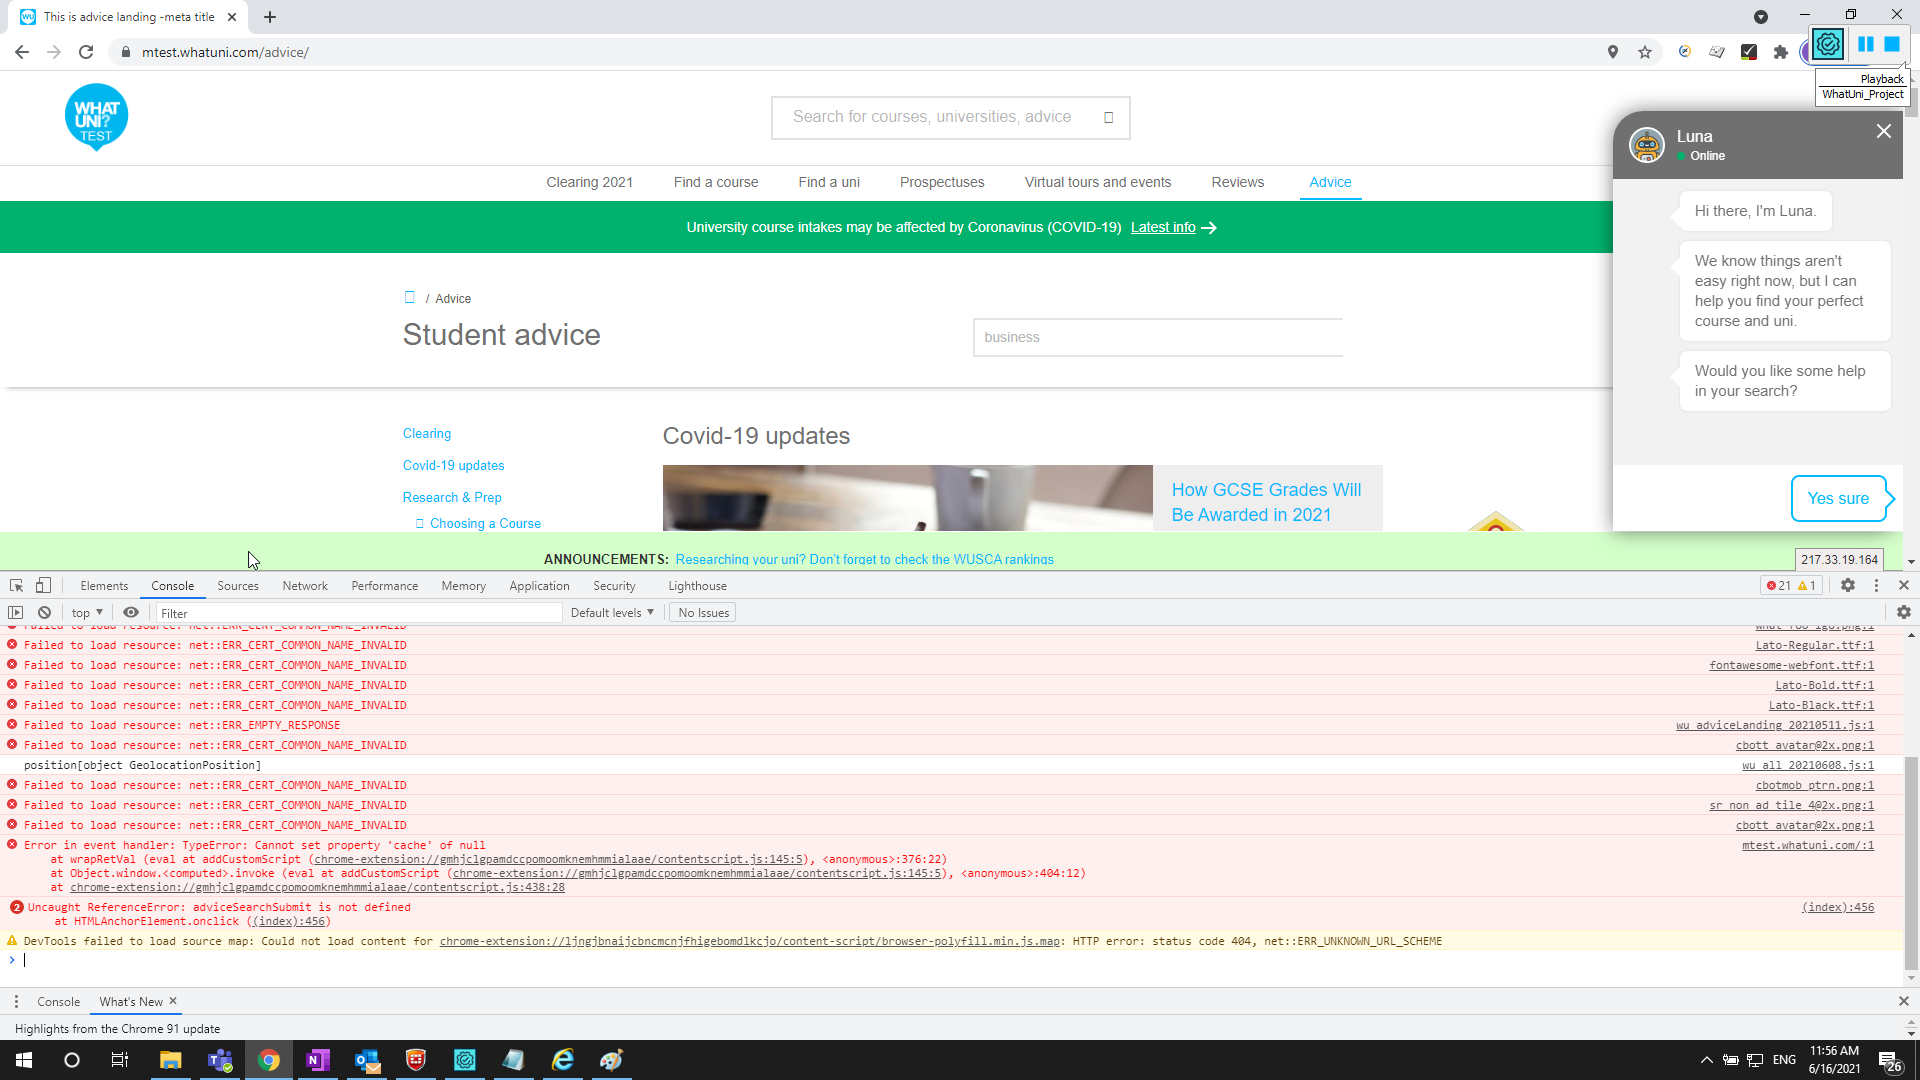 This is advice landing -meta title
mtest.whatuni.com/advice/
Playback
WhatUni_Project
WHAT
UNI?
TEST
Search for courses, universities, advice
Clearing 2021 Find a course Find a uni Prospectuses Virtual tours and events Reviews Advice
University course intakes may be affected by Coronavirus (COVID-19) Latest info
/ Advice
Student advice
business
Clearing
Covid-19 updates
Research & Prep
Choosing a Course
Covid-19 updates
How GCSE Grades Will
Be Awarded in 2021
Luna
Online
Hi there, I'm Luna.
We know things aren't
easy right now, but I can
help you find your perfect
course and uni.
Would you like some help
in your search?
Yes sure
ANNOUNCEMENTS: Researching your uni? Don't forget to check the WUSCA rankings
217.33.19.164
Elements Console Sources Network Performance Memory Application Security Lighthouse 21 1
top Filter Default levels No Issues
Failed to load resource: net::ERR_CERT_COMMON_NAME_INVALID
Failed to load resource: net::ERR_CERT_COMMON_NAME_INVALID Lato-Regular.ttf:1
Failed to load resource: net::ERR_CERT_COMMON_NAME_INVALID fontawesome-webfont.ttf:1
Failed to load resource: net::ERR_CERT_COMMON_NAME_INVALID Lato-Bold.ttf:1
Failed to load resource: net::ERR_CERT_COMMON_NAME_INVALID Lato-Black.ttf:1
Failed to load resource: net::ERR_EMPTY_RESPONSE wu_adviceLanding_20210511.js:1
Failed to load resource: net::ERR_CERT_COMMON_NAME_INVALID cbott_avatar@2x.png:1
position[object GeolocationPosition] wu_all_20210608.js:1
Failed to load resource: net::ERR_CERT_COMMON_NAME_INVALID cbotmob_ptrn.png:1
Failed to load resource: net::ERR_CERT_COMMON_NAME_INVALID sr_non_ad_tile_4@2x.png:1
Failed to load resource: net::ERR_CERT_COMMON_NAME_INVALID cbott_avatar@2x.png:1
Error in event handler: TypeError: Cannot set property 'cache' of null mtest.whatuni.com/:1
at wrapRetVal (eval at addCustomScript (chrome-extension://gmhjclgpamdccpomoomknemhmmialaae/contentscript.js:145:5), <anonymous>:376:22)
at Object.window.<computed>.invoke (eval at addCustomScript (chrome-extension://gmhjclgpamdccpomoomknemhmmialaae/contentscript.js:145:5), <anonymous>:404:12)
at chrome-extension://gmhjclgpamdccpomoomknemhmmialaae/contentscript.js:438:28
2 Uncaught ReferenceError: adviceSearchSubmit is not defined (index):456
at HTMLAnchorElement.onclick ((index):456)
DevTools failed to load source map: Could not load content for chrome-extension://ljngjbnaijcbncmcnjfhigebomdlkcjo/content-script/browser-polyfill.min.js.map: HTTP error: status code 404, net::ERR_UNKNOWN_URL_SCHEME
Console What's New
Highlights from the Chrome 91 update
ENG
11:56 AM
6/16/2021
26